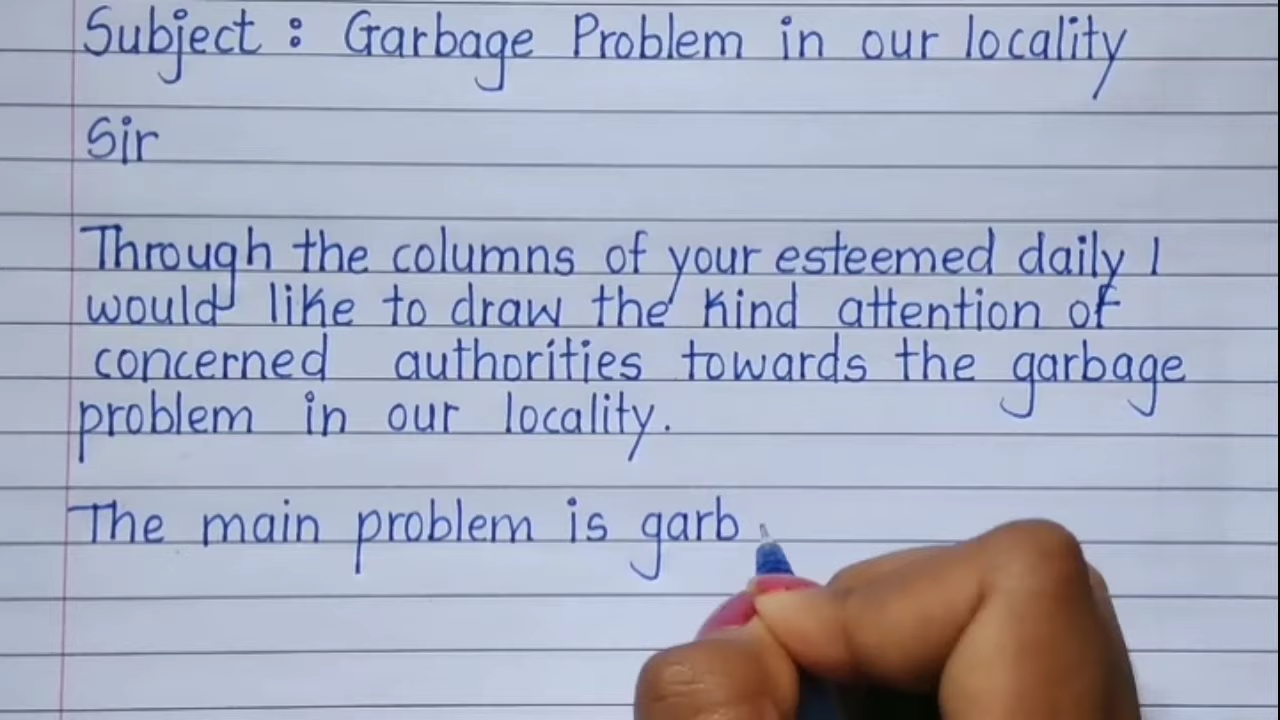 Subject : Garbage Problem in our locality
Sir
Through the columns of your esteemed daily I
would like to draw the kind attention of
concerned authorities towards the garbage
problem in our locality.
The main problem is garb